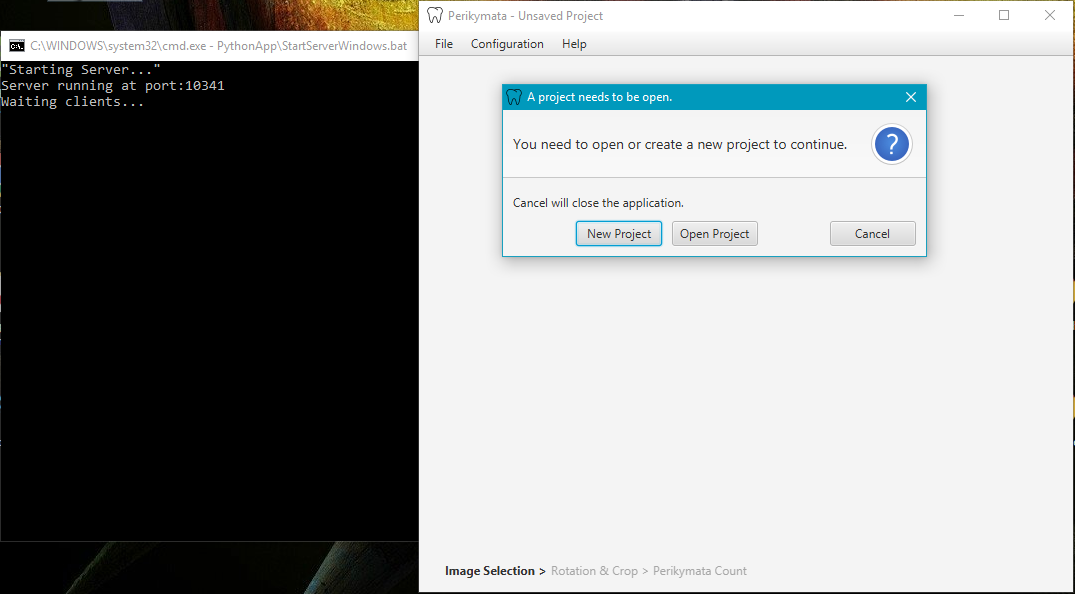 C:\WINDOWS\system32\cmd.exe - PythonApp\StartServerWindows.bat
"Starting Server..."
Server running at port:10341
Waiting clients...
Perikymata - Unsaved Project
File Configuration Help
A project needs to be open.
You need to open or create a new project to continue.
?
Cancel will close the application.
New Project Open Project Cancel
Image Selection > Rotation & Crop > Perikymata Count